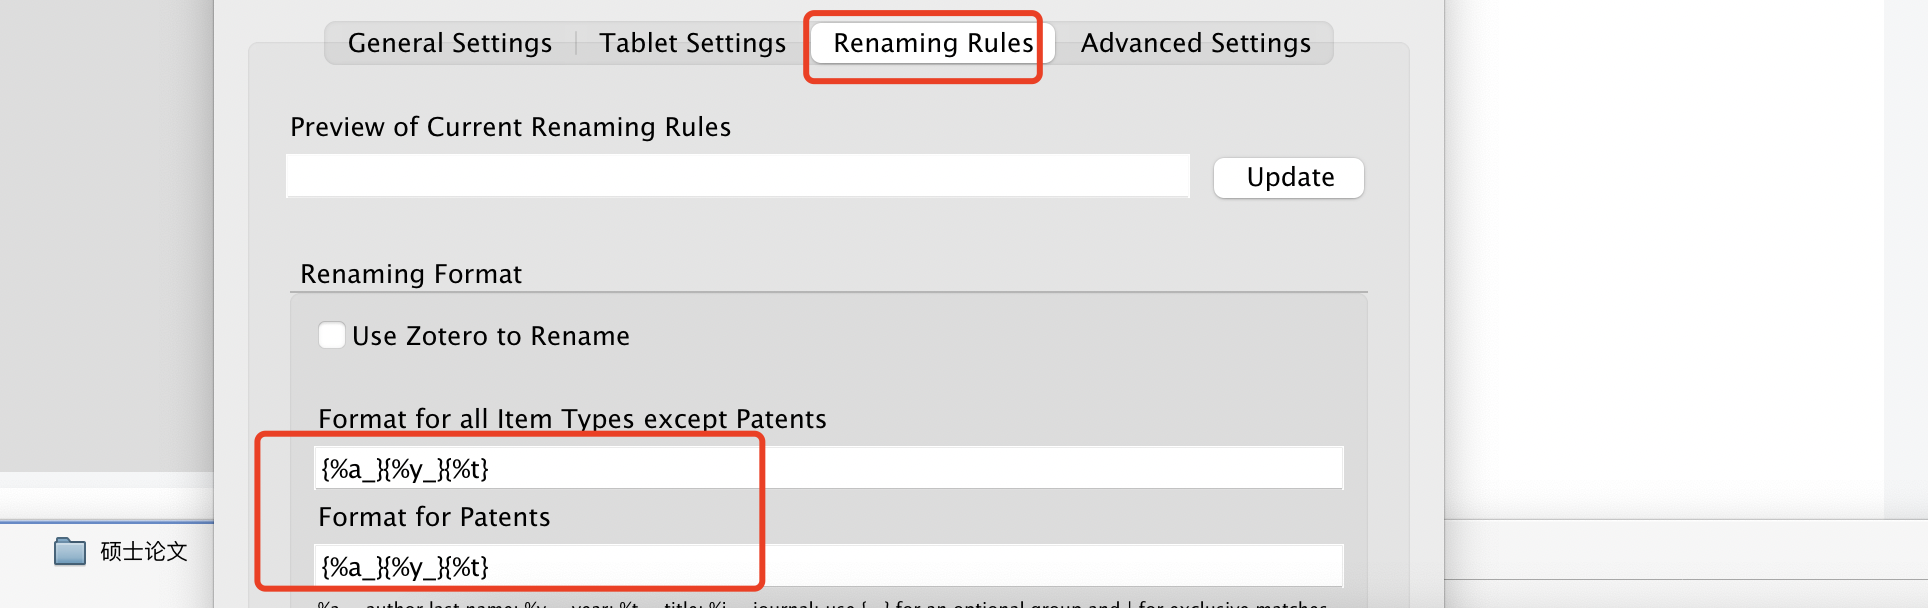 General Settings Tablet Settings Renaming Rules Advanced Settings
Preview of Current Renaming Rules
Update
Renaming Format
Use Zotero to Rename
Format for all Item Types except Patents
{%a_}{%y_}{%t}
Format for Patents
硕士论文
{%a_}{%y_}{%t}